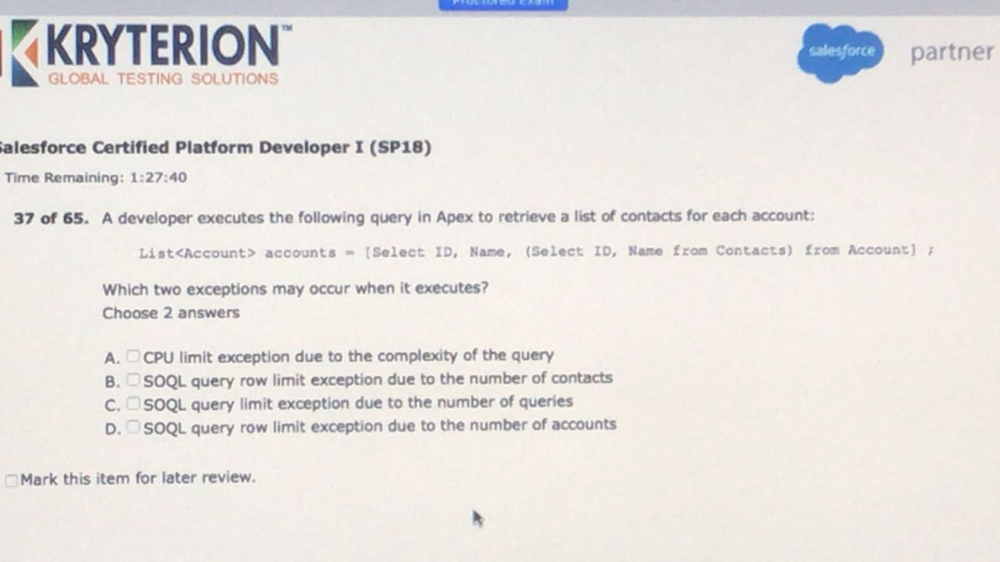 Proctored Exam
KRYTERION™
GLOBAL TESTING SOLUTIONS
salesforce partner
Salesforce Certified Platform Developer I (SP18)
Time Remaining: 1:27:40
37 of 65. A developer executes the following query in Apex to retrieve a list of contacts for each account:
List<Account> accounts = [Select ID, Name, (Select ID, Name from Contacts) from Account] ;
Which two exceptions may occur when it executes?
Choose 2 answers
A. CPU limit exception due to the complexity of the query
B. SOQL query row limit exception due to the number of contacts
C. SOQL query limit exception due to the number of queries
D. SOQL query row limit exception due to the number of accounts
Mark this item for later review.